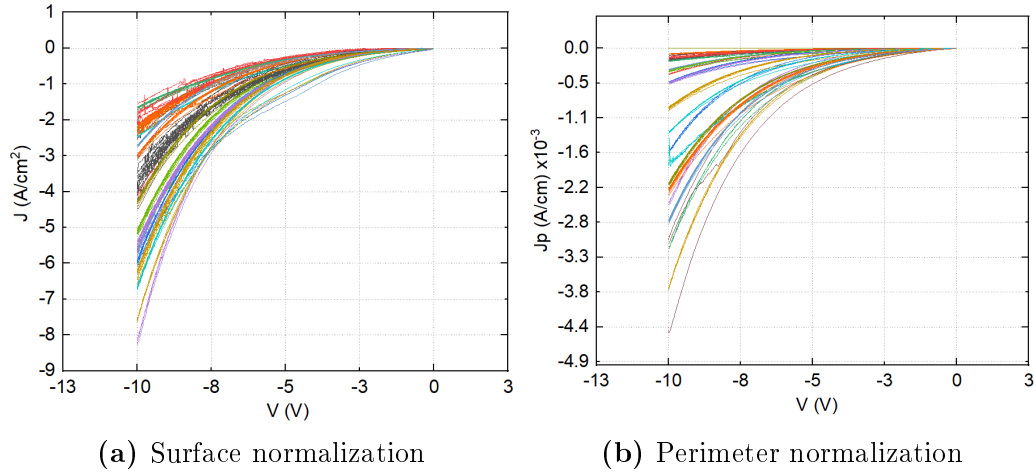 1
0
-1
-2
-3
-4
-5
-6
-7
-8
-9
J (A/cm²)
-13 -10 -8 -5 -3 0 3
V (V)
0.0
-0.5
-1.1
-1.6
-2.2
-2.8
-3.3
-3.8
-4.4
-4.9
Jp (A/cm) x10⁻³
-13 -10 -8 -5 -3 0 3
V (V)
(a) Surface normalization
(b) Perimeter normalization